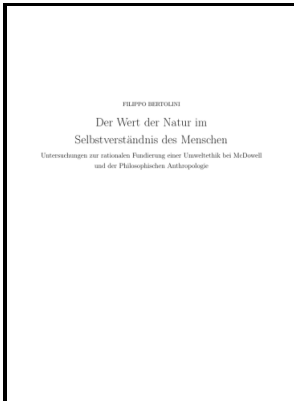 FILIPPO BERTOLINI
Der Wert der Natur im
Selbstverständnis des Menschen
Untersuchungen zur rationalen Fundierung einer Umweltethik bei McDowell
und der Philosophischen Anthropologie